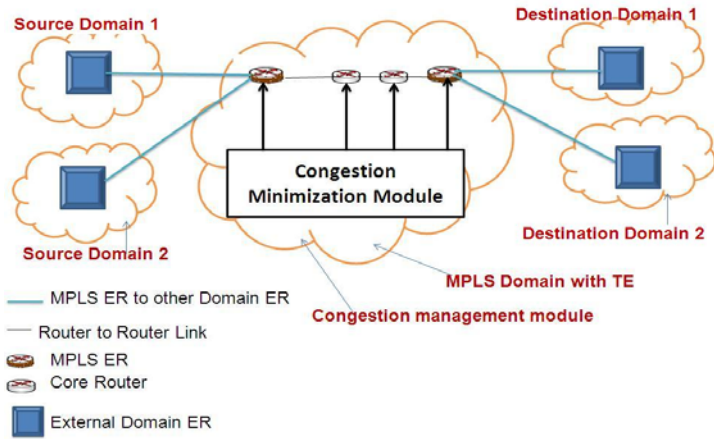 Source Domain 1
Destination Domain 1
Congestion
Minimization Module
Source Domain 2
Destination Domain 2
MPLS Domain with TE
Congestion management module
MPLS ER to other Domain ER
Router to Router Link
MPLS ER
Core Router
External Domain ER